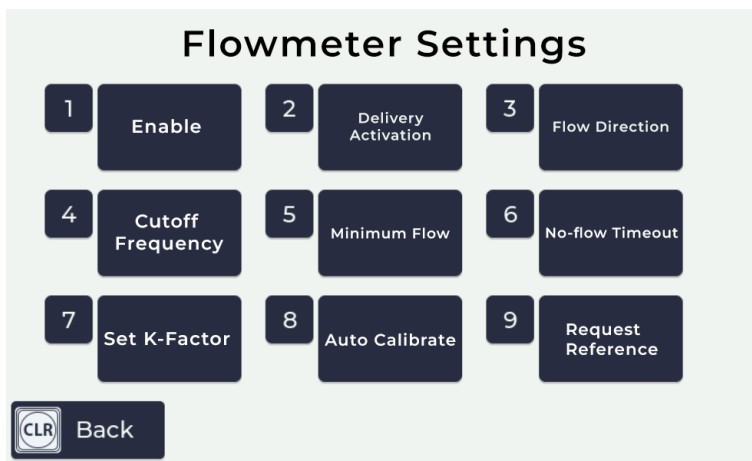 Flowmeter Settings
1
Enable
2
Delivery
Activation
3
Flow Direction
4
Cutoff
Frequency
5
Minimum Flow
6
No-flow Timeout
7
Set K-Factor
8
Auto Calibrate
9
Request
Reference
CLR Back